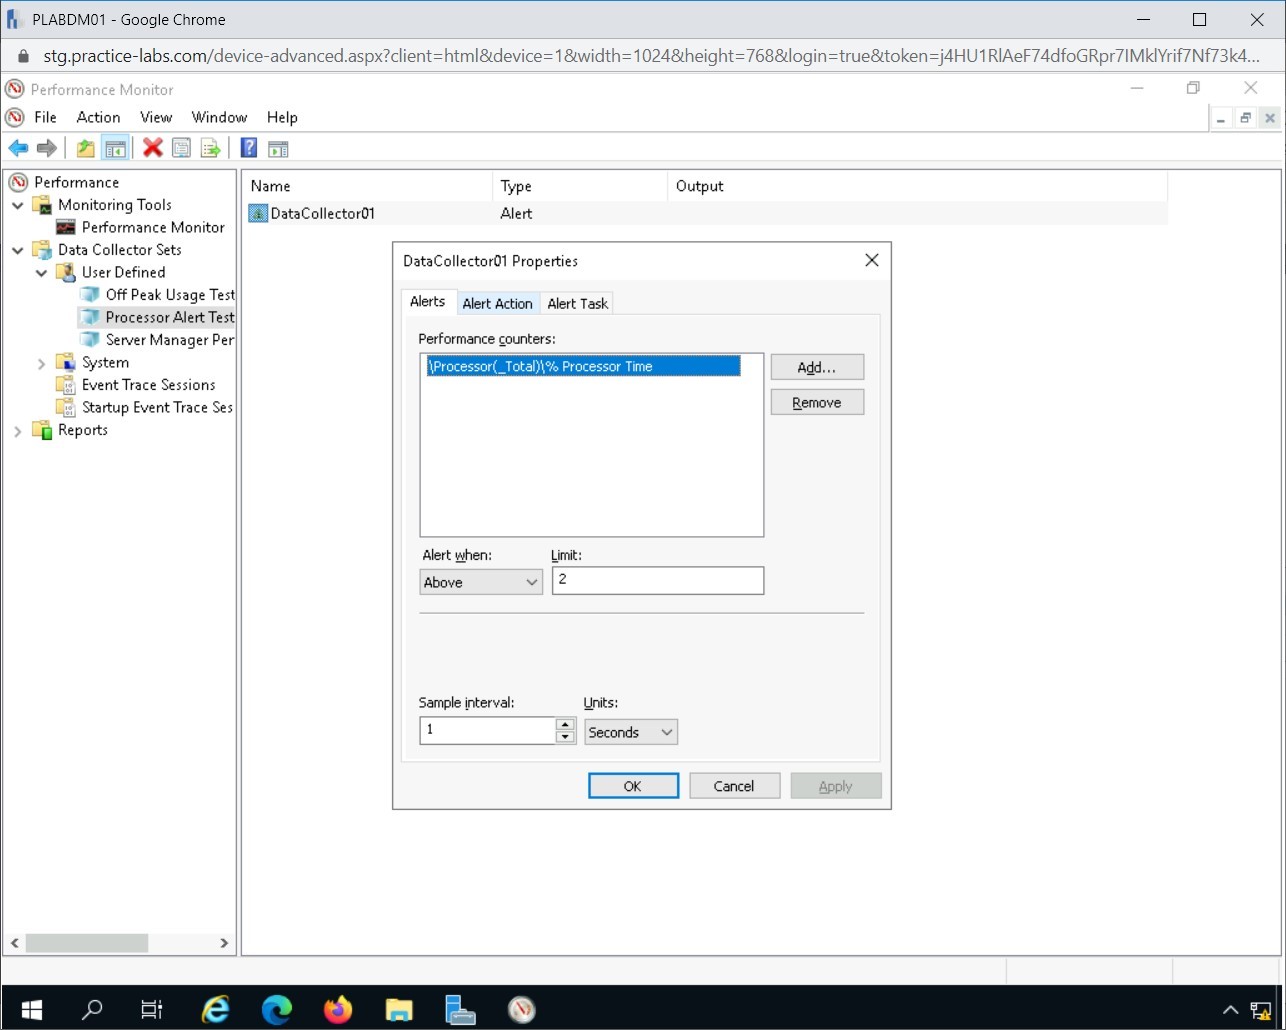 PLABDM01 - Google Chrome
stg.practice-labs.com/device-advanced.aspx?client=html&device=1&width=1024&height=768&login=true&token=j4HU1RlAeF74dfoGRpr7IMklYrif7Nf73k4...
Performance Monitor
File Action View Window Help
Performance
Monitoring Tools
Performance Monitor
Data Collector Sets
User Defined
Off Peak Usage Test
Processor Alert Test
Server Manager Per
System
Event Trace Sessions
Startup Event Trace Ses
Reports
Name Type Output
DataCollector01 Alert
DataCollector01 Properties
Alerts Alert Action Alert Task
Performance counters:
\Processor(_Total)\% Processor Time
Add...
Remove
Alert when: Limit:
Above 2
Sample interval: Units:
1 Seconds
OK Cancel Apply